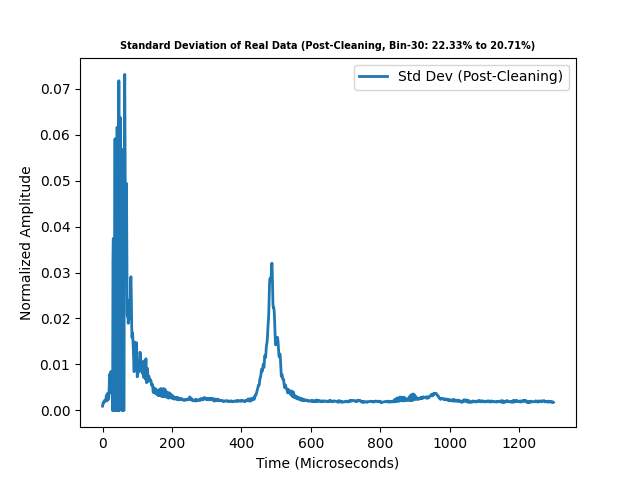 Standard Deviation of Real Data (Post-Cleaning, Bin-30: 22.33% to 20.71%)
Std Dev (Post-Cleaning)
Normalized Amplitude
0.07
0.06
0.05
0.04
0.03
0.02
0.01
0.00
0 200 400 600 800 1000 1200
Time (Microseconds)